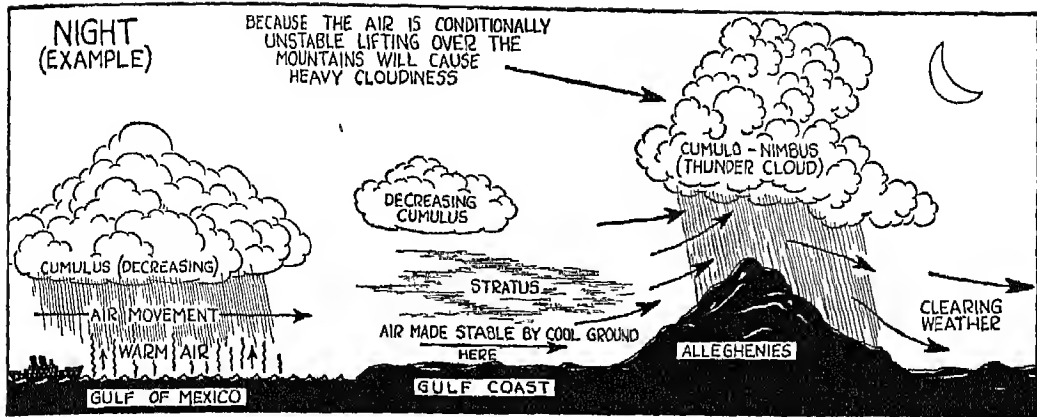 NIGHT
(EXAMPLE)
BECAUSE THE AIR IS CONDITIONALLY
UNSTABLE LIFTING OVER THE
MOUNTAINS WILL CAUSE
HEAVY CLOUDINESS
CUMULO-NIMBUS
(THUNDER CLOUD)
DECREASING
CUMULUS
CUMULUS (DECREASING)
STRATUS
AIR MOVEMENT
CLEARING
WEATHER
AIR MADE STABLE BY COOL GROUND
HERE
WARM AIR
ALLEGHENIES
GULF COAST
GULF OF MEXICO